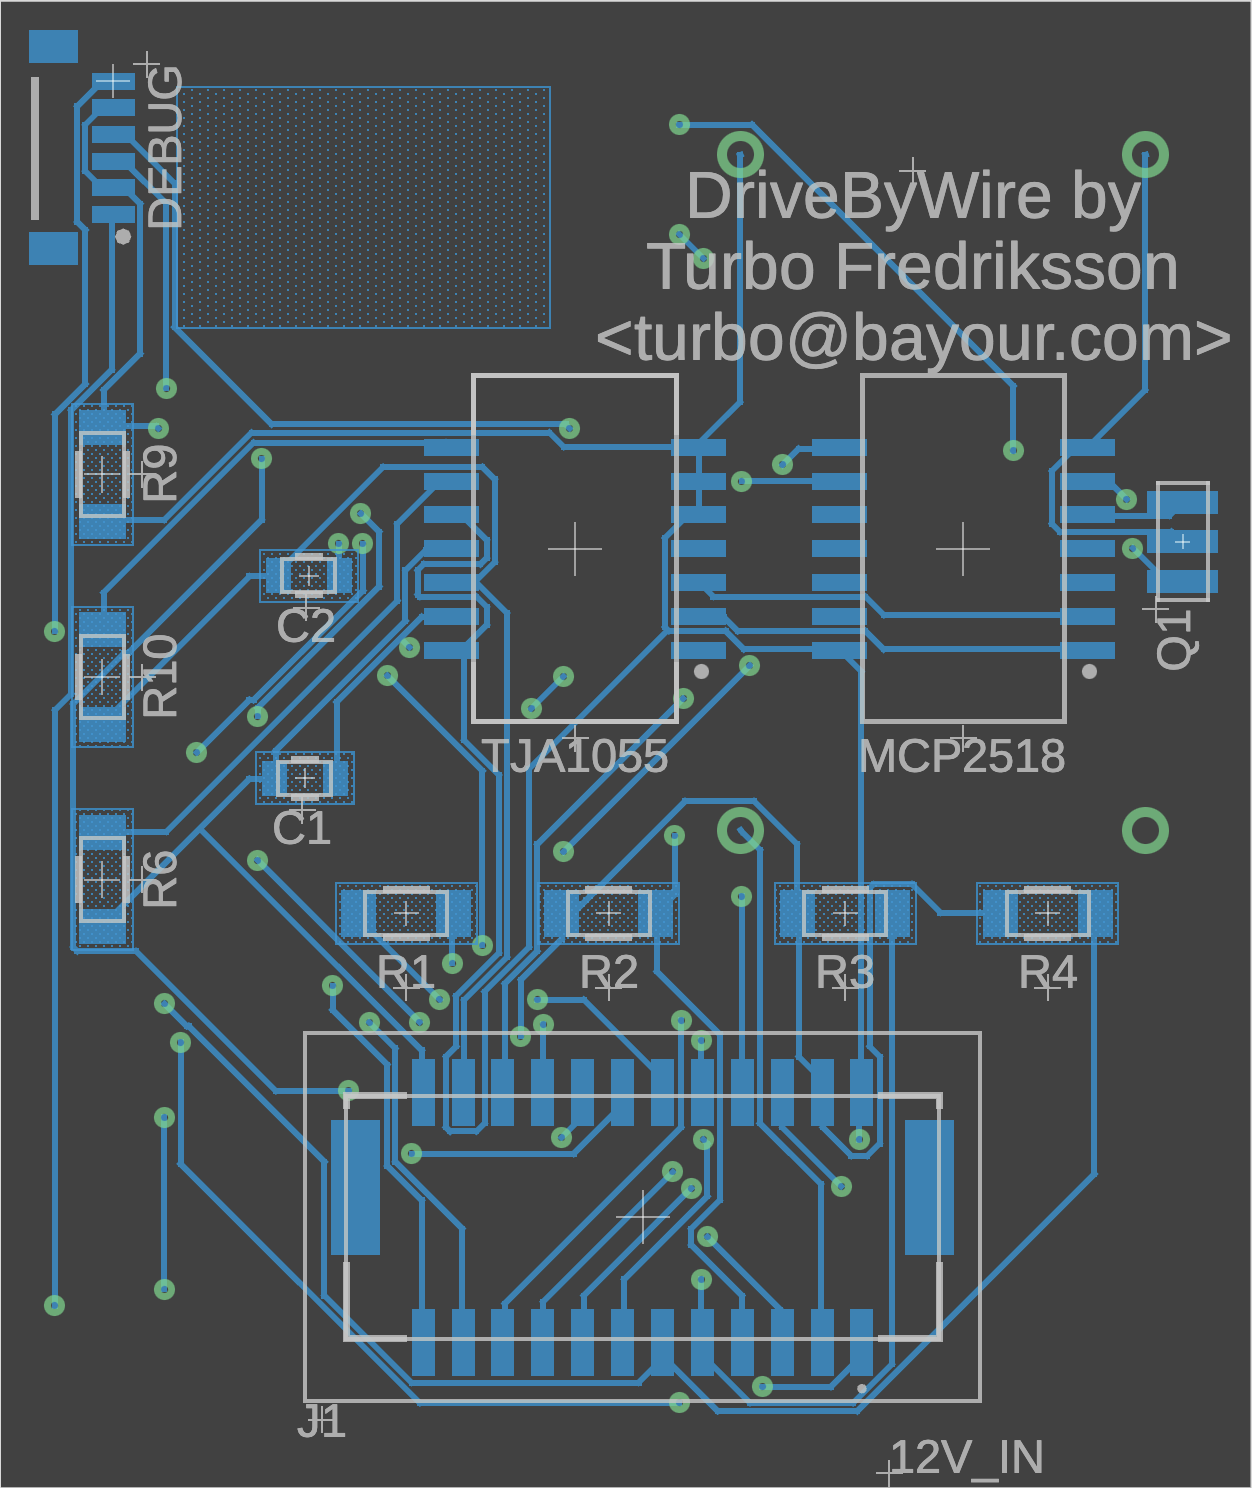 DEBUG
DriveByWire by
Turbo Fredriksson
<turbo@bayour.com>
R9
C2
R10
Q1
TJA1055
MCP2518
C1
R6
R1
R2
R3
R4
J1
12V_IN